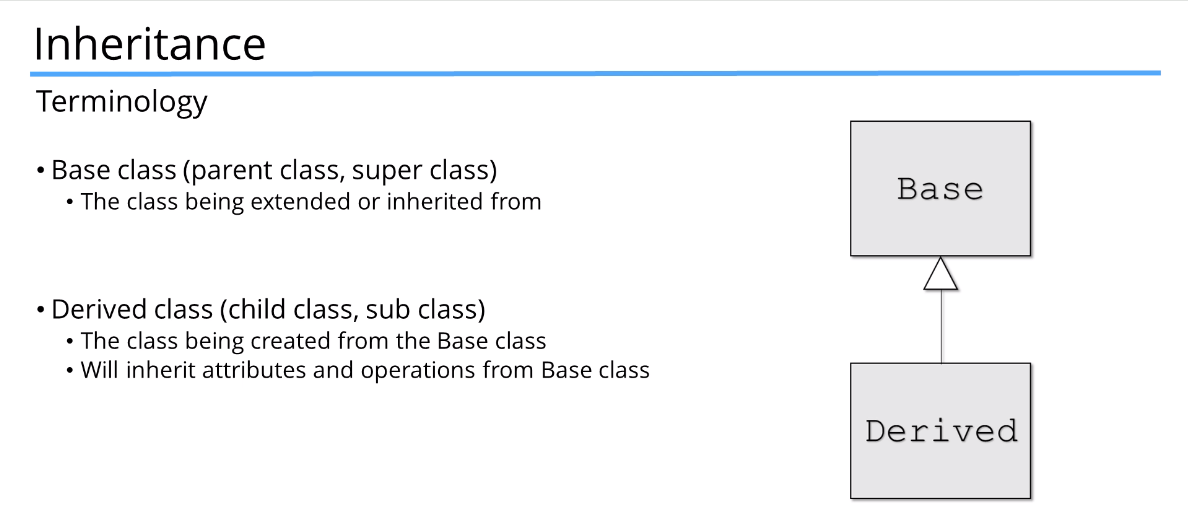 Inheritance
Terminology
• Base class (parent class, super class)
• The class being extended or inherited from
• Derived class (child class, sub class)
• The class being created from the Base class
• Will inherit attributes and operations from Base class
Base
Derived